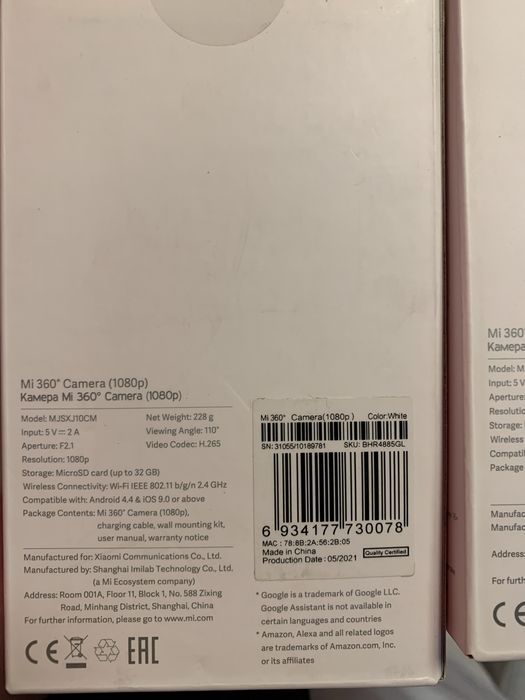 Mi 360° Camera (1080p)
Камера Mi 360° Camera (1080p)
Model: MJSXJ10CM
Net Weight: 228 g
Input: 5 V ⎓ 2 A
Viewing Angle: 110°
Aperture: F2.1
Video Codec: H.265
Resolution: 1080p
Storage: MicroSD card (up to 32 GB)
Wireless Connectivity: Wi-Fi IEEE 802.11 b/g/n 2.4 GHz
Compatible with: Android 4.4 & iOS 9.0 or above
Package Contents: Mi 360° Camera (1080p),
charging cable, wall mounting kit,
user manual, warranty notice
Manufactured for: Xiaomi Communications Co., Ltd.
Manufactured by: Shanghai Imilab Technology Co., Ltd.
(a Mi Ecosystem company)
Address: Room 001A, Floor 11, Block 1, No. 588 Zixing
Road, Minhang District, Shanghai, China
For further information, please go to www.mi.com
CE EAC
Mi 360° Camera(1080p) Color:White
SN: 31055/10189781 SKU: BHR4885GL
6 934177 730078
MAC : 78:8B:2A:56:2B:05
Made in China
Production Date : 05/2021
Qualify Certified
* Google is a trademark of Google LLC.
Google Assistant is not available in
certain languages and countries
* Amazon, Alexa and all related logos
are trademarks of Amazon.com, Inc.
or its affiliates
Mi 360°
Камера
Model: M
Input: 5 V
Aperture:
Resolutio
Storage:
Wireless
Compati
Package
Manufac
Manufac
Address:
For furth
CE